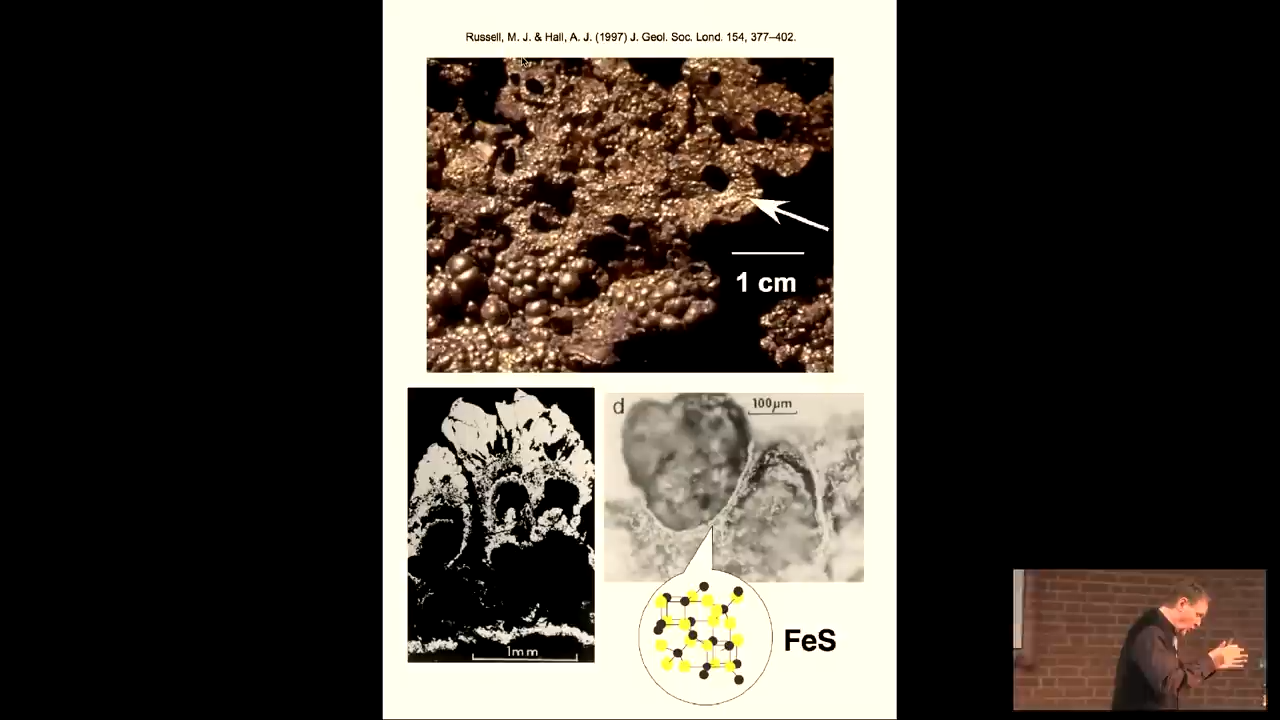 Russell, M. J. & Hall, A. J. (1997) J. Geol. Soc. Lond. 154, 377–402.
1 cm
d
100μm
1mm
FeS